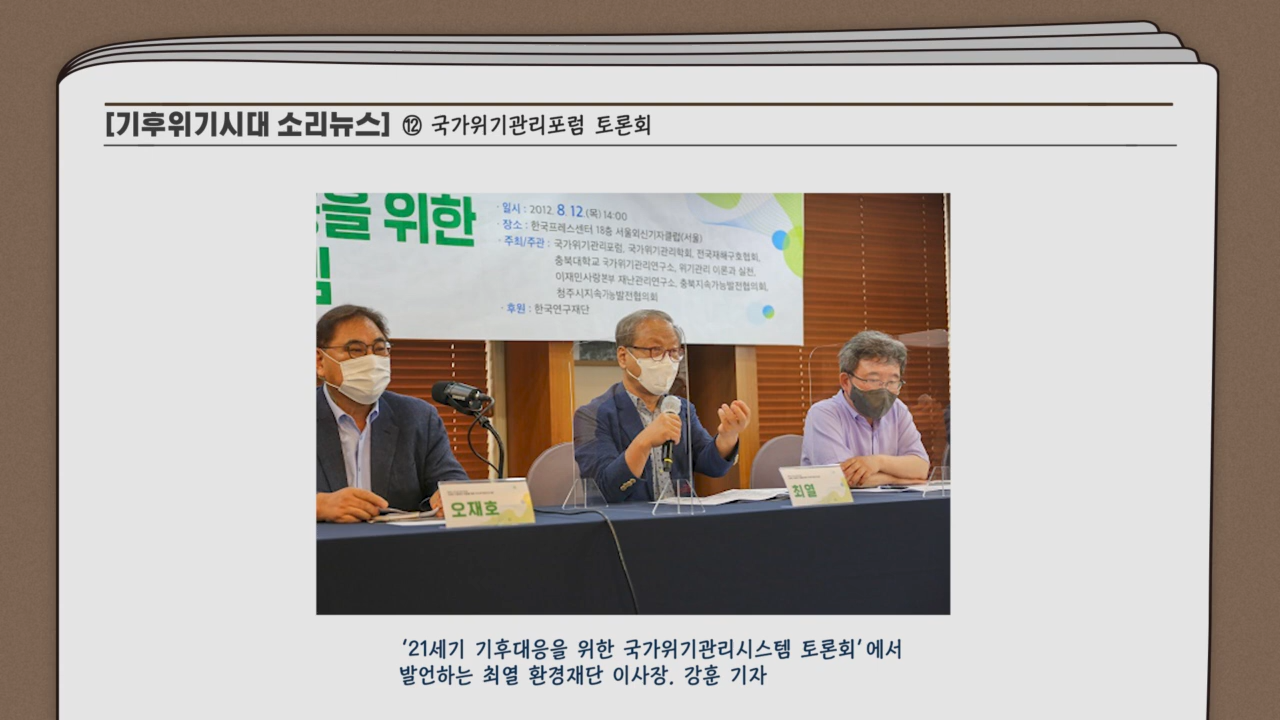 [기후위기시대 소리뉴스] ⑫ 국가위기관리포럼 토론회
을 위한
· 일시 : 2012. 8. 12.(목) 14:00
· 장소 : 한국프레스센터 18층 서울외신기자클럽(서울)
· 주최/주관 : 국가위기관리포럼, 국가위기관리학회, 전국재해구호협회,
충북대학교 국가위기관리연구소, 위기관리 이론과 실천,
이재민사랑본부 재난관리연구소, 충북지속가능발전협의회,
청주시지속가능발전협의회
· 후원 : 한국연구재단
오재호
최열
'21세기 기후대응을 위한 국가위기관리시스템 토론회'에서
발언하는 최열 환경재단 이사장. 강훈 기자